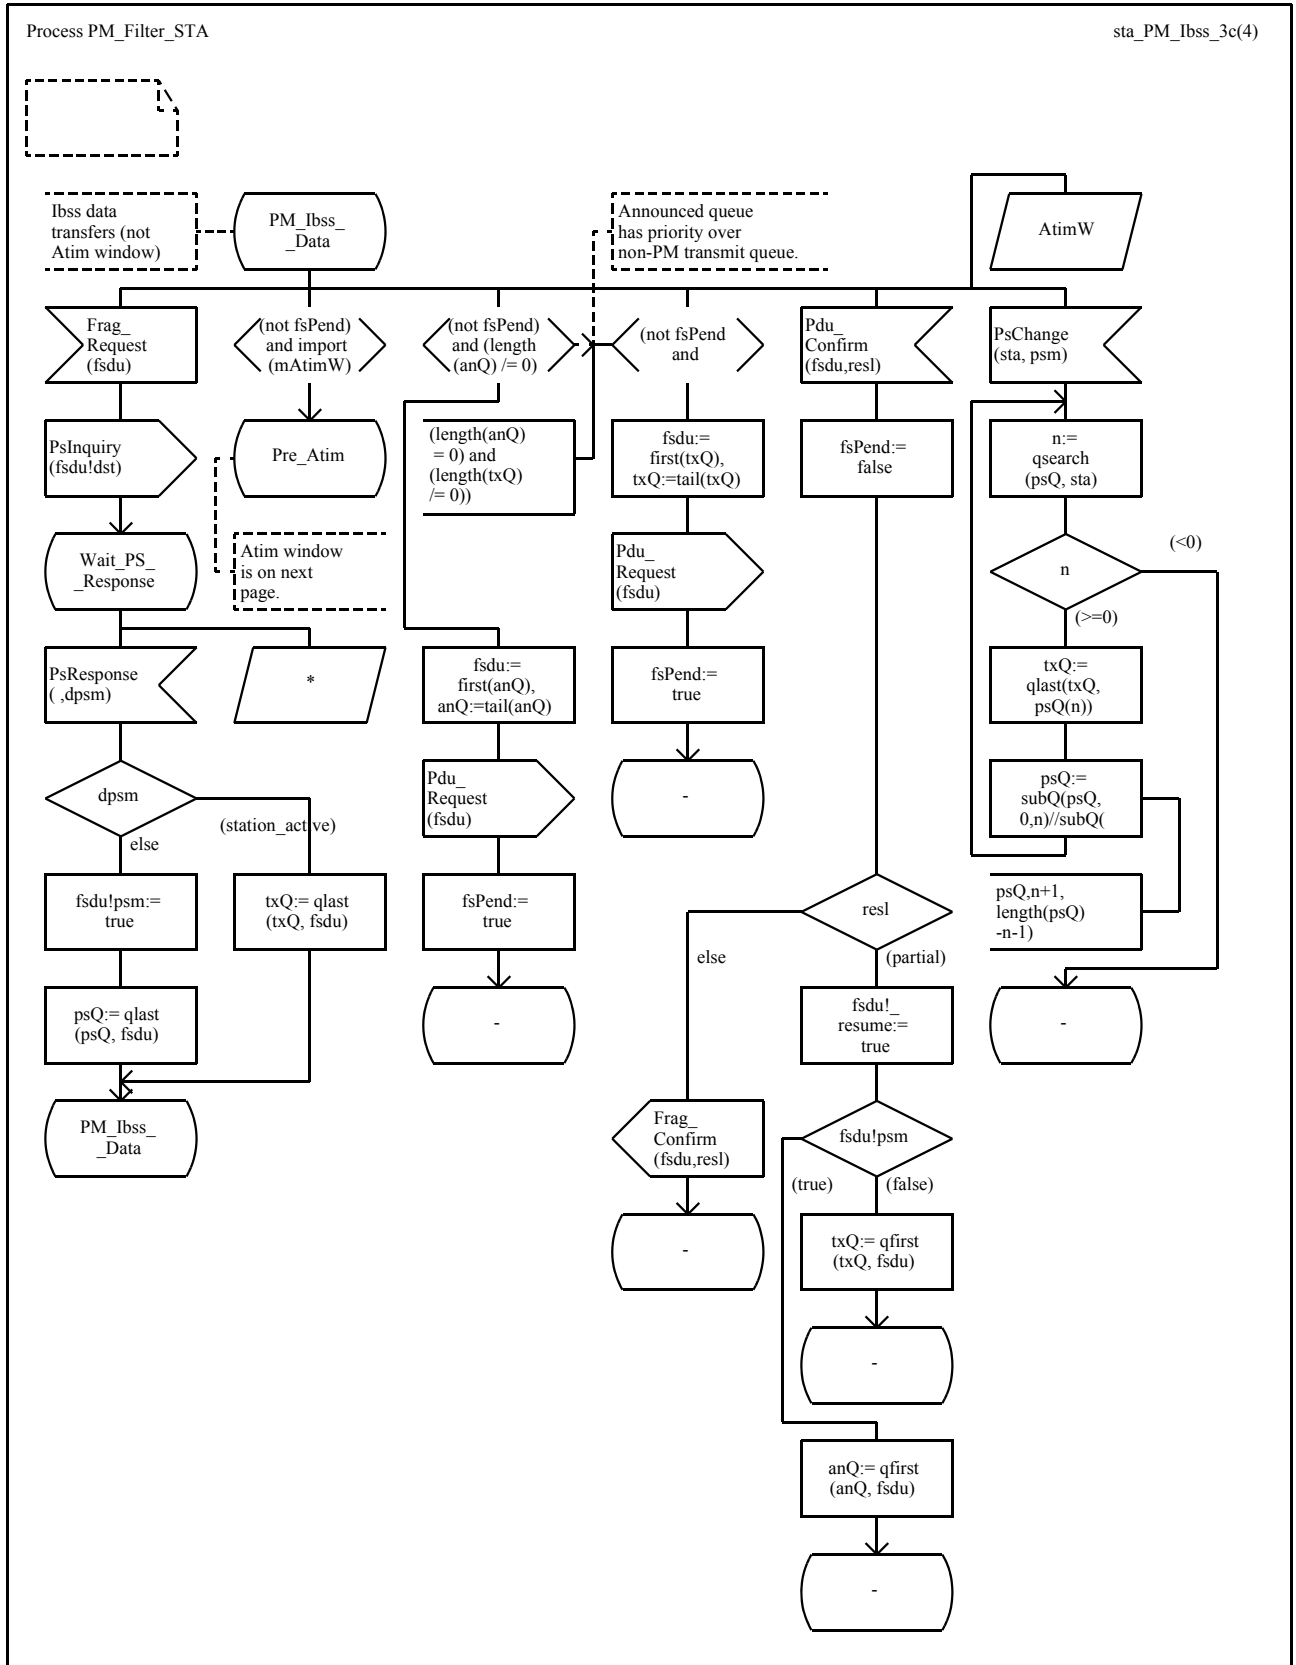 Process PM_Filter_STA
sta_PM_Ibss_3c(4)
Ibss data
transfers (not
Atim window)
PM_Ibss_
_Data
Announced queue
has priority over
non-PM transmit queue.
AtimW
Frag_
Request
(fsdu)
(not fsPend)
and import
(mAtimW)
(not fsPend)
and (length
(anQ) /= 0)
(not fsPend
and
Pdu_
Confirm
(fsdu,resl)
PsChange
(sta, psm)
PsInquiry
(fsdu!dst)
Pre_Atim
(length(anQ)
= 0) and
(length(txQ)
/= 0))
fsdu:=
first(txQ),
txQ:=tail(txQ)
fsPend:=
false
n:=
qsearch
(psQ, sta)
Wait_PS_
_Response
Atim window
is on next
page.
Pdu_
Request
(fsdu)
n
(<0)
(>=0)
PsResponse
( ,dpsm)
*
fsdu:=
first(anQ),
anQ:=tail(anQ)
fsPend:=
true
txQ:=
qlast(txQ,
psQ(n))
dpsm
(station_active)
else
Pdu_
Request
(fsdu)
-
psQ:=
subQ(psQ,
0,n)//subQ(
fsdu!psm:=
true
txQ:= qlast
(txQ, fsdu)
fsPend:=
true
resl
else
(partial)
psQ,n+1,
length(psQ)
-n-1)
psQ:= qlast
(psQ, fsdu)
-
fsdu!_
resume:=
true
-
PM_Ibss_
_Data
Frag_
Confirm
(fsdu,resl)
fsdu!psm
(true)
(false)
-
txQ:= qfirst
(txQ, fsdu)
-
anQ:= qfirst
(anQ, fsdu)
-